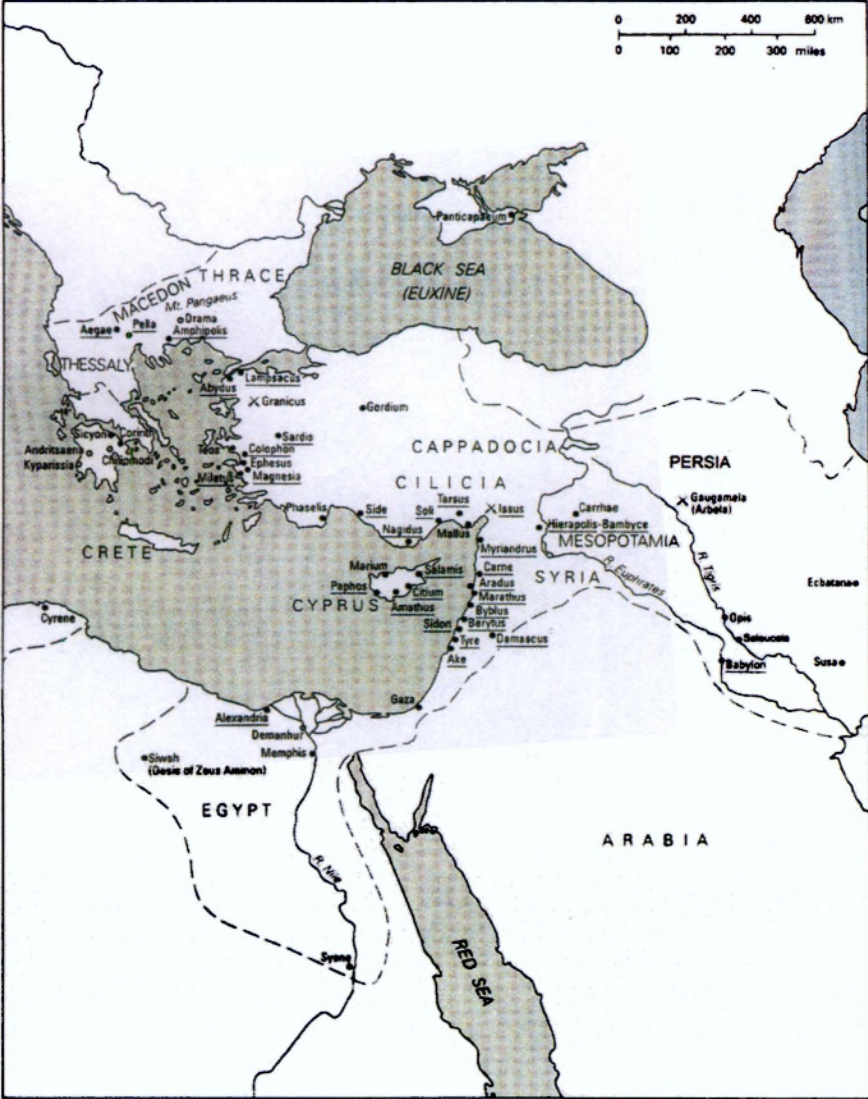 0 200 400 600 km
0 100 200 300 miles
Panticapaeum
BLACK SEA
(EUXINE)
THRACE
MACEDON
Mt. Pangaeus
Drama
Aegae
Pella
Amphipolis
THESSALY
Lampsacus
Abydus
Granicus
Gordium
Sicyon
Corinth
Andritsaena
Kyparissia
Chiliomodi
Sardis
Teos
Colophon
Ephesus
Miletus
Magnesia
CAPPADOCIA
CILICIA
PERSIA
Phaselis
Side
Soli
Tarsus
Issus
Mallus
Nagidus
Carrhae
Hierapolis-Bambyce
Gaugamela
(Arbela)
MESOPOTAMIA
CRETE
Myriandrus
R. Euphrates
R. Tigris
Marium
Salamis
Carne
SYRIA
Paphos
Citium
Aradus
Marathus
CYPRUS
Amathus
Byblus
Ecbatana
Cyrene
Sidon
Berytus
Opis
Tyre
Damascus
Seleuceia
Ake
Babylon
Susa
Gaza
Alexandria
Demanhur
Siwah
(Oasis of Zeus Ammon)
Memphis
EGYPT
ARABIA
R. Nile
Syene
RED SEA